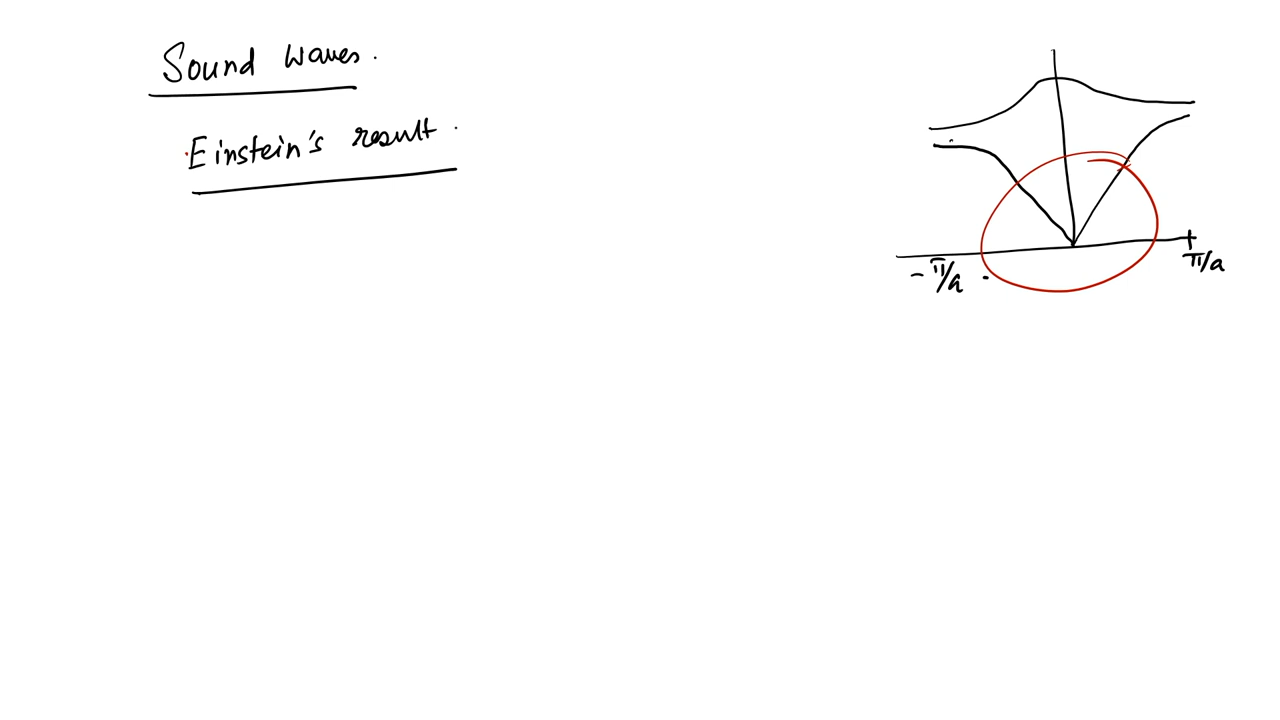 Sound waves.
Einstein's result.
- π/a
π/a